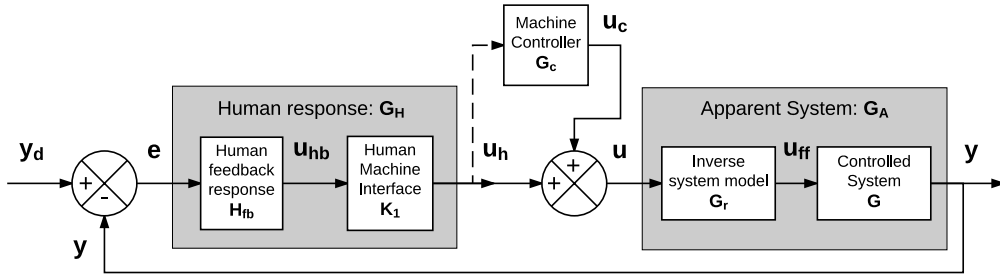 Machine
Controller
G_c
u_c
Human response: G_H
Apparent System: G_A
y_d
e
Human
feedback
response
H_fb
u_hb
Human
Machine
Interface
K_1
u_h
u
Inverse
system model
G_r
u_ff
Controlled
System
G
y
+
-
+
+
y